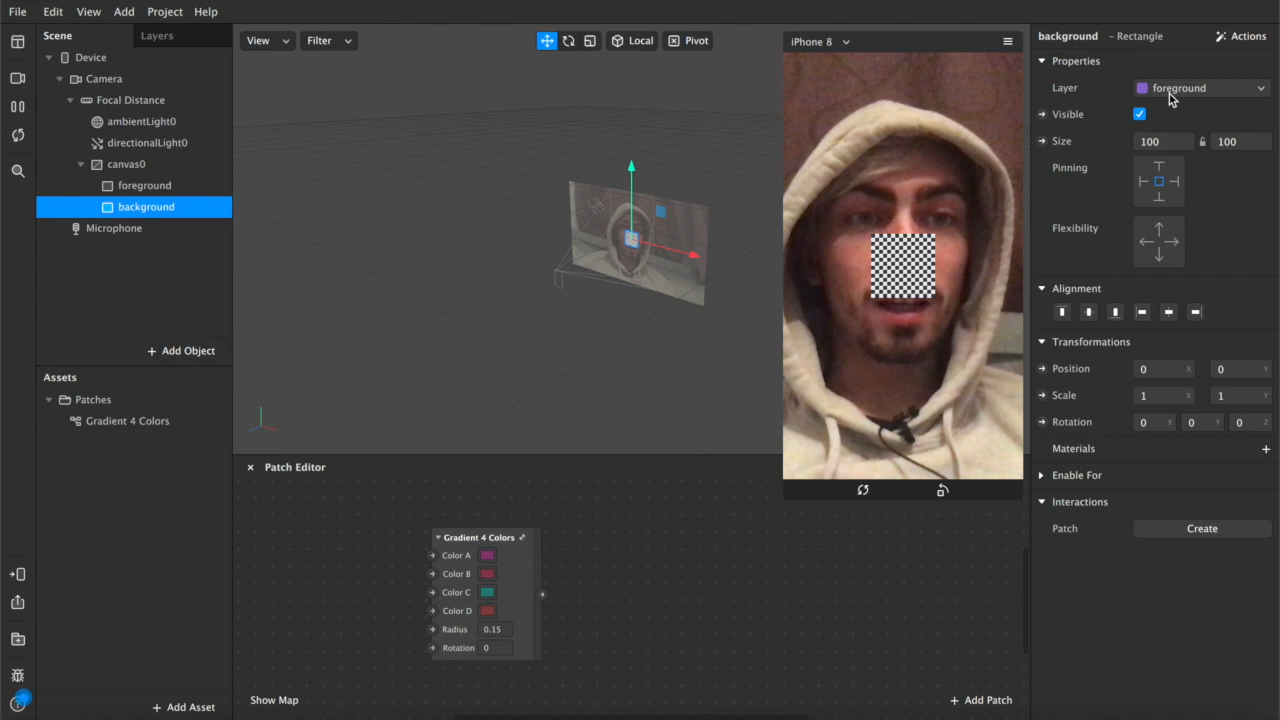 File Edit View Add Project Help
Scene Layers
Device
Camera
Focal Distance
ambientLight0
directionalLight0
canvas0
foreground
background
Microphone
+ Add Object
Assets
Patches
Gradient 4 Colors
+ Add Asset
View Filter Local Pivot
iPhone 8
Patch Editor
Gradient 4 Colors
Color A
Color B
Color C
Color D
Radius 0.15
Rotation 0
Show Map
+ Add Patch
background - Rectangle Actions
Properties
Layer foreground
Visible
Size 100 100
Pinning
Flexibility
Alignment
Transformations
Position 0 X 0 Y
Scale 1 X 1 Y
Rotation 0 X 0 Y 0 Z
Materials +
Enable For
Interactions
Patch Create